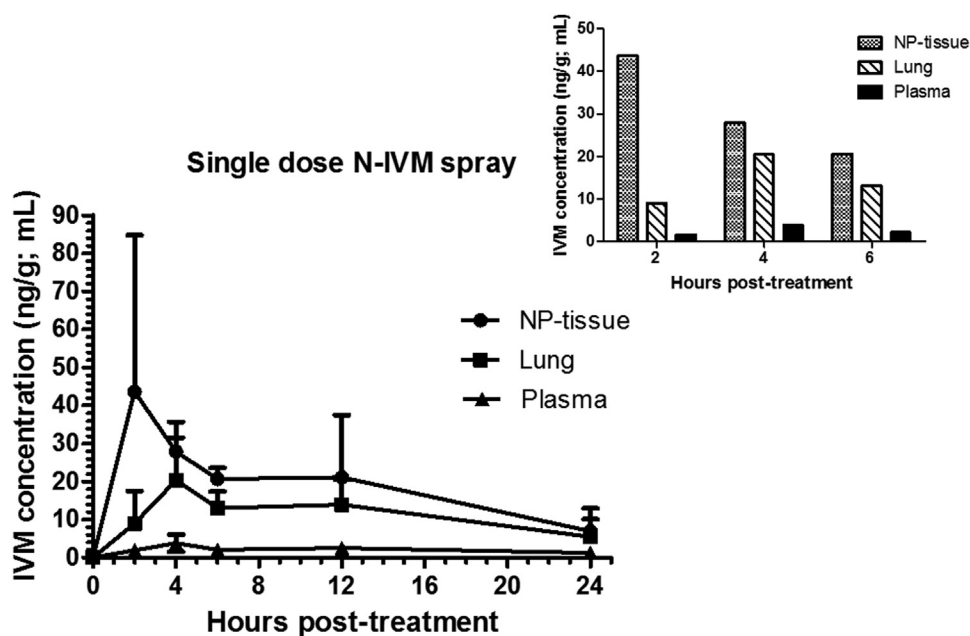 Single dose N-IVM spray
IVM concentration (ng/g; mL)
90
80
70
60
50
40
30
20
10
0
0
4
8
12
16
20
24
Hours post-treatment
NP-tissue
Lung
Plasma
IVM concentration (ng/g; mL)
50
40
30
20
10
0
2
4
6
Hours post-treatment
NP-tissue
Lung
Plasma